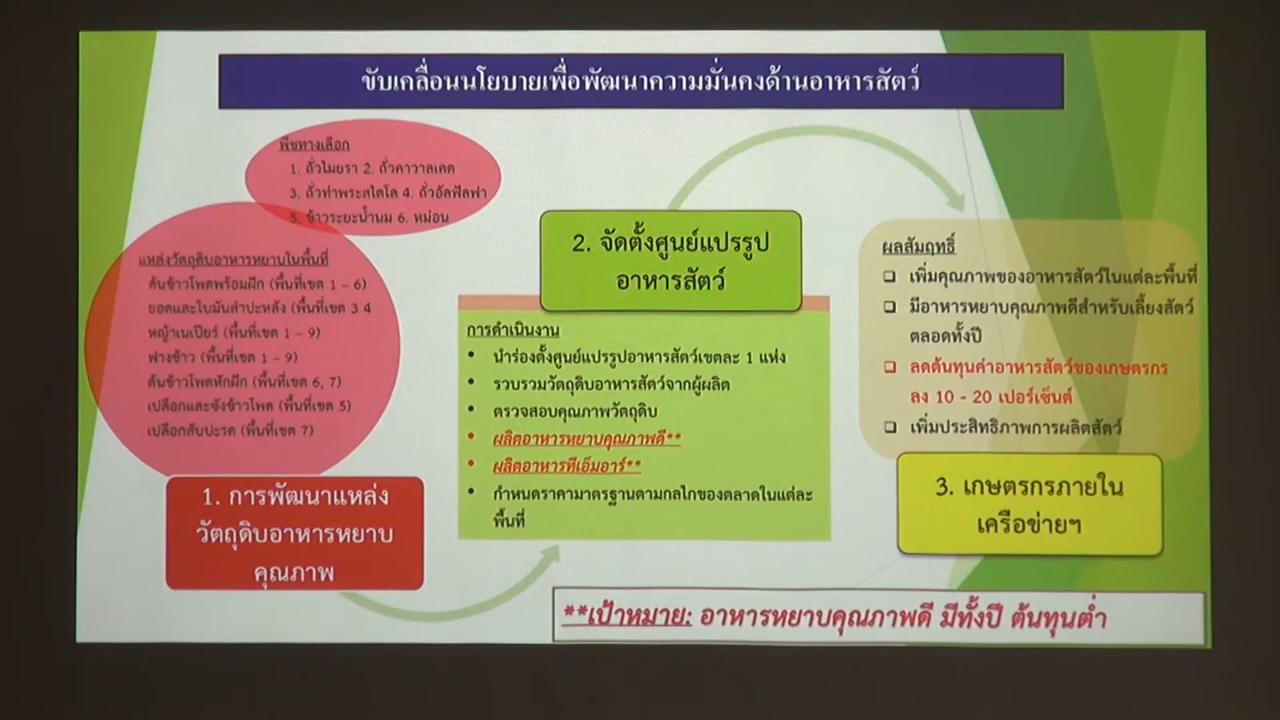 ขับเคลื่อนนโยบายเพื่อพัฒนาความมั่นคงด้านอาหารสัตว์
พืชทางเลือก
1. ถั่วไมยรา 2. ถั่วคาวาลเคด
3. ถั่วท่าพระสไตโล 4. ถั่วอัลฟัลฟา
5. ข้าวระยะน้ำนม 6. หม่อน
แหล่งวัตถุดิบอาหารหยาบในพื้นที่
ต้นข้าวโพดพร้อมฝัก (พื้นที่เขต 1 – 6)
ยอดและใบมันสำปะหลัง (พื้นที่เขต 3 4
หญ้าเนเปียร์ (พื้นที่เขต 1 – 9)
ฟางข้าว (พื้นที่เขต 1 – 9)
ต้นข้าวโพดหักฝัก (พื้นที่เขต 6, 7)
เปลือกและซังข้าวโพด (พื้นที่เขต 5)
เปลือกสับปะรด (พื้นที่เขต 7)
1. การพัฒนาแหล่ง
วัตถุดิบอาหารหยาบ
คุณภาพ
2. จัดตั้งศูนย์แปรรูป
อาหารสัตว์
การดำเนินงาน
• นำร่องตั้งศูนย์แปรรูปอาหารสัตว์เขตละ 1 แห่ง
• รวบรวมวัตถุดิบอาหารสัตว์จากผู้ผลิต
• ตรวจสอบคุณภาพวัตถุดิบ
• ผลิตอาหารหยาบคุณภาพดี**
• ผลิตอาหารทีเอ็มอาร์**
• กำหนดราคามาตรฐานตามกลไกของตลาดในแต่ละ
พื้นที่
ผลสัมฤทธิ์
❑ เพิ่มคุณภาพของอาหารสัตว์ในแต่ละพื้นที่
❑ มีอาหารหยาบคุณภาพดีสำหรับเลี้ยงสัตว์
ตลอดทั้งปี
❑ ลดต้นทุนค่าอาหารสัตว์ของเกษตรกร
ลง 10 - 20 เปอร์เซ็นต์
❑ เพิ่มประสิทธิภาพการผลิตสัตว์
3. เกษตรกรภายใน
เครือข่ายฯ
**เป้าหมาย: อาหารหยาบคุณภาพดี มีทั้งปี ต้นทุนต่ำ